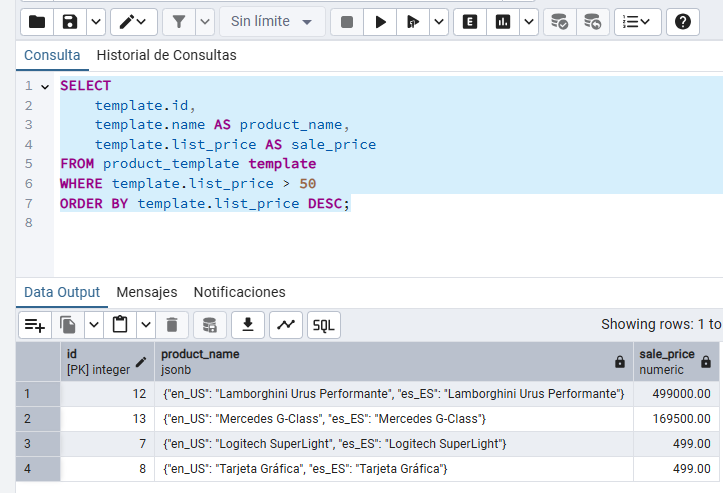 Sin límite
Consulta Historial de Consultas
1 SELECT
2 template.id,
3 template.name AS product_name,
4 template.list_price AS sale_price
5 FROM product_template template
6 WHERE template.list_price > 50
7 ORDER BY template.list_price DESC;
8
Data Output Mensajes Notificaciones
SQL Showing rows: 1 to
id product_name sale_price
[PK] integer jsonb numeric
1 12 {"en_US": "Lamborghini Urus Performante", "es_ES": "Lamborghini Urus Performante"} 499000.00
2 13 {"en_US": "Mercedes G-Class", "es_ES": "Mercedes G-Class"} 169500.00
3 7 {"en_US": "Logitech SuperLight", "es_ES": "Logitech SuperLight"} 499.00
4 8 {"en_US": "Tarjeta Gráfica", "es_ES": "Tarjeta Gráfica"} 499.00